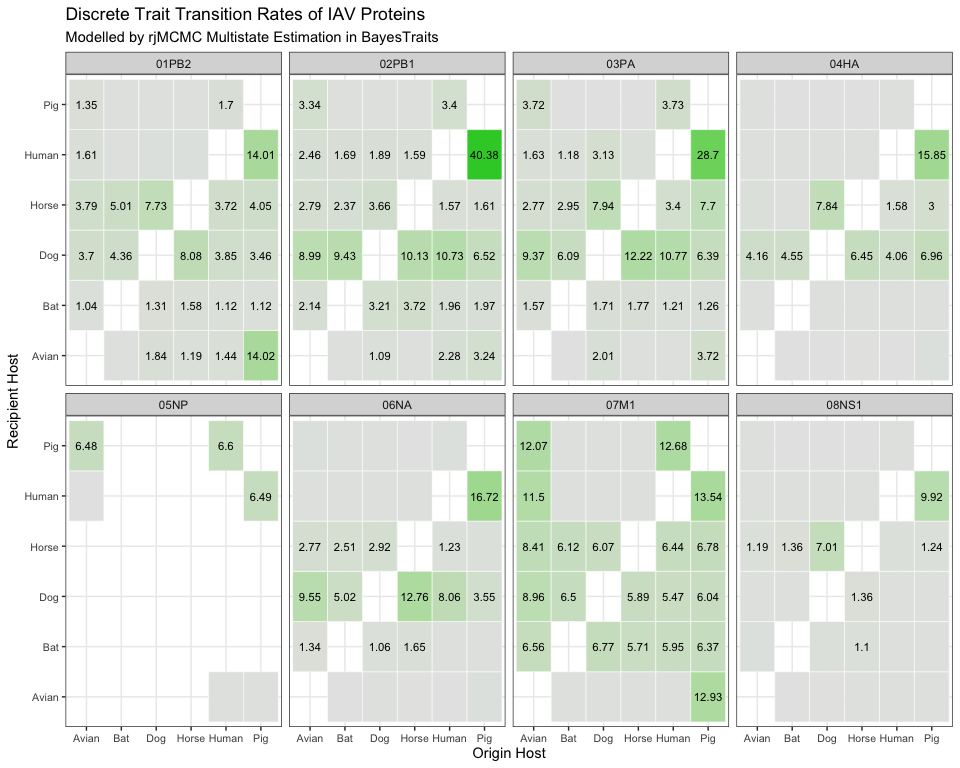 Discrete Trait Transition Rates of IAV Proteins
Modelled by rjMCMC Multistate Estimation in BayesTraits
01PB2 02PB1 03PA 04HA
Pig 1.35 1.7 3.34 3.4 3.72 3.73
Human 1.61 14.01 2.46 1.69 1.89 1.59 40.38 1.63 1.18 3.13 28.7 15.85
Horse 3.79 5.01 7.73 3.72 4.05 2.79 2.37 3.66 1.57 1.61 2.77 2.95 7.94 3.4 7.7 7.84 1.58 3
Dog 3.7 4.36 8.08 3.85 3.46 8.99 9.43 10.13 10.73 6.52 9.37 6.09 12.22 10.77 6.39 4.16 4.55 6.45 4.06 6.96
Bat 1.04 1.31 1.58 1.12 1.12 2.14 3.21 3.72 1.96 1.97 1.57 1.71 1.77 1.21 1.26
Avian 1.84 1.19 1.44 14.02 1.09 2.28 3.24 2.01 3.72
Recipient Host
05NP 06NA 07M1 08NS1
Pig 6.48 6.6 12.07 12.68
Human 6.49 16.72 11.5 13.54 9.92
Horse 2.77 2.51 2.92 1.23 8.41 6.12 6.07 6.44 6.78 1.19 1.36 7.01 1.24
Dog 9.55 5.02 12.76 8.06 3.55 8.96 6.5 5.89 5.47 6.04 1.36
Bat 1.34 1.06 1.65 6.56 6.77 5.71 5.95 6.37 1.1
Avian 12.93
Avian Bat Dog Horse Human Pig Avian Bat Dog Horse Human Pig Avian Bat Dog Horse Human Pig Avian Bat Dog Horse Human Pig
Origin Host